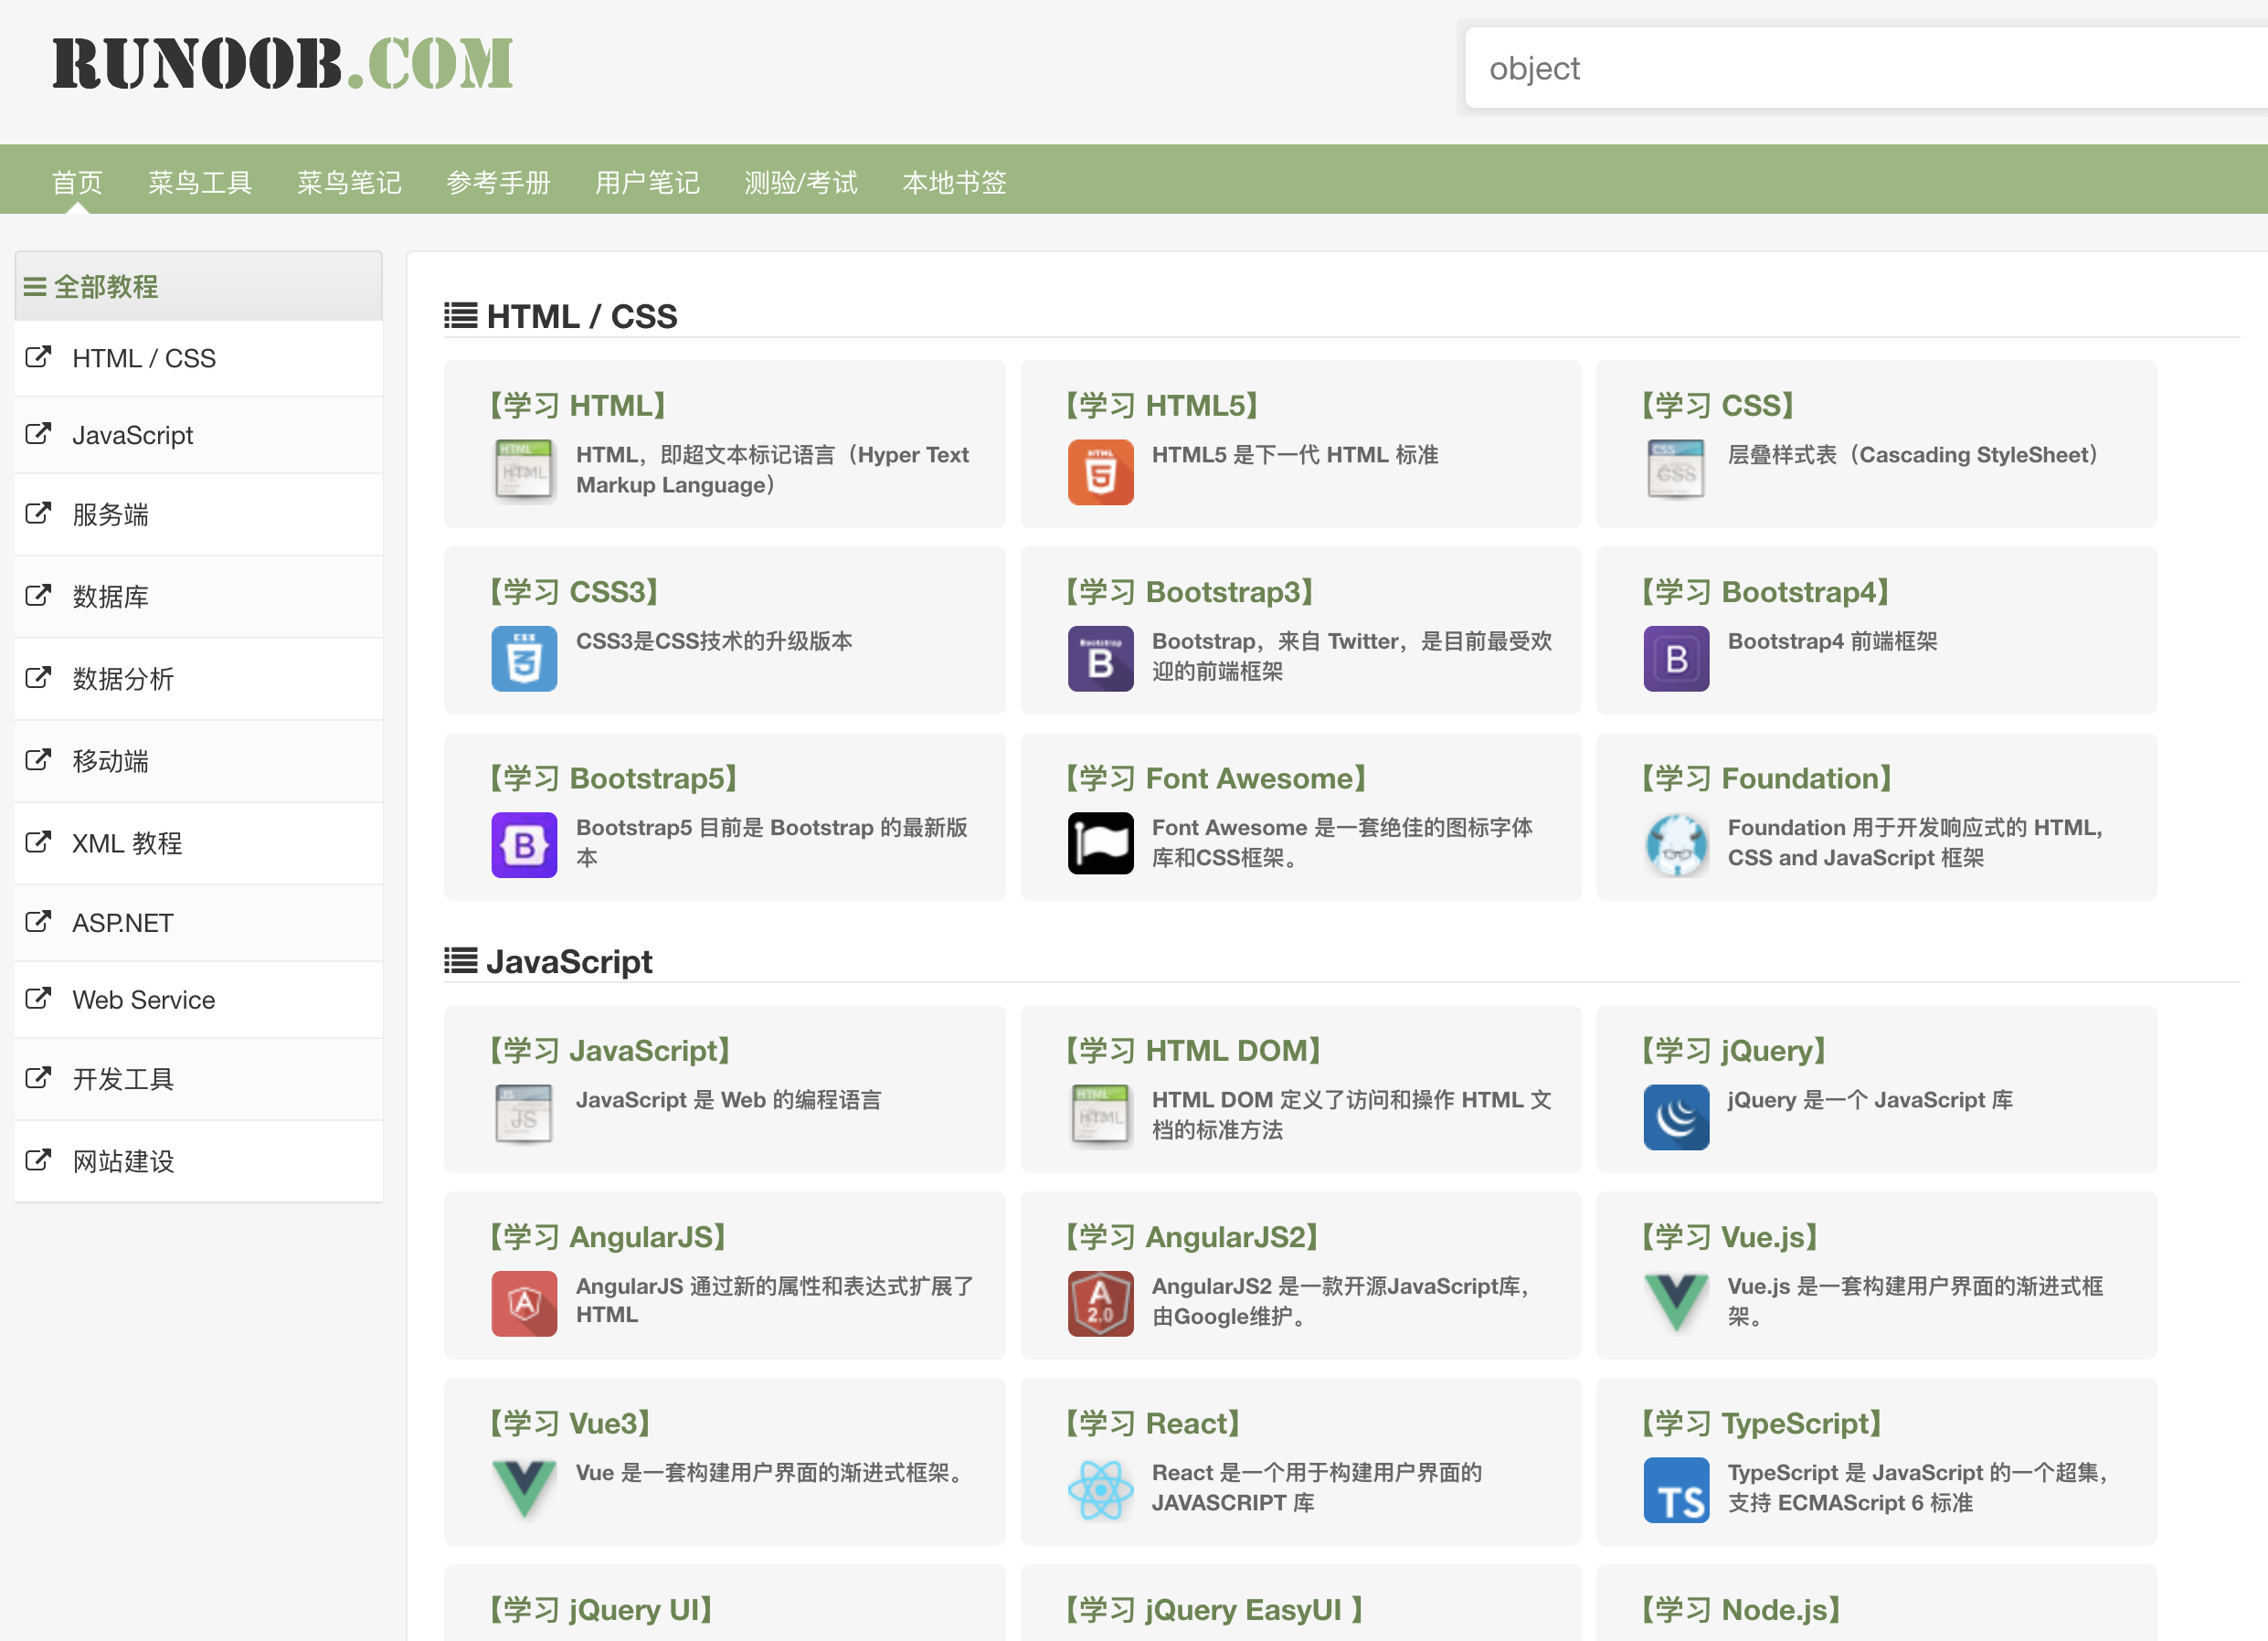 RUNOOB.COM
object
首页 菜鸟工具 菜鸟笔记 参考手册 用户笔记 测验/考试 本地书签
全部教程
HTML / CSS
JavaScript
服务端
数据库
数据分析
移动端
XML 教程
ASP.NET
Web Service
开发工具
网站建设
HTML / CSS
【学习 HTML】
HTML，即超文本标记语言（Hyper Text
Markup Language）
【学习 HTML5】
HTML5 是下一代 HTML 标准
【学习 CSS】
层叠样式表（Cascading StyleSheet）
【学习 CSS3】
CSS3是CSS技术的升级版本
【学习 Bootstrap3】
Bootstrap，来自 Twitter，是目前最受欢
迎的前端框架
【学习 Bootstrap4】
Bootstrap4 前端框架
【学习 Bootstrap5】
Bootstrap5 目前是 Bootstrap 的最新版
本
【学习 Font Awesome】
Font Awesome 是一套绝佳的图标字体
库和CSS框架。
【学习 Foundation】
Foundation 用于开发响应式的 HTML,
CSS and JavaScript 框架
JavaScript
【学习 JavaScript】
JavaScript 是 Web 的编程语言
【学习 HTML DOM】
HTML DOM 定义了访问和操作 HTML 文
档的标准方法
【学习 jQuery】
jQuery 是一个 JavaScript 库
【学习 AngularJS】
AngularJS 通过新的属性和表达式扩展了
HTML
【学习 AngularJS2】
AngularJS2 是一款开源JavaScript库，
由Google维护。
【学习 Vue.js】
Vue.js 是一套构建用户界面的渐进式框
架。
【学习 Vue3】
Vue 是一套构建用户界面的渐进式框架。
【学习 React】
React 是一个用于构建用户界面的
JAVASCRIPT 库
【学习 TypeScript】
TypeScript 是 JavaScript 的一个超集，
支持 ECMAScript 6 标准
【学习 jQuery UI】
【学习 jQuery EasyUI 】
【学习 Node.js】